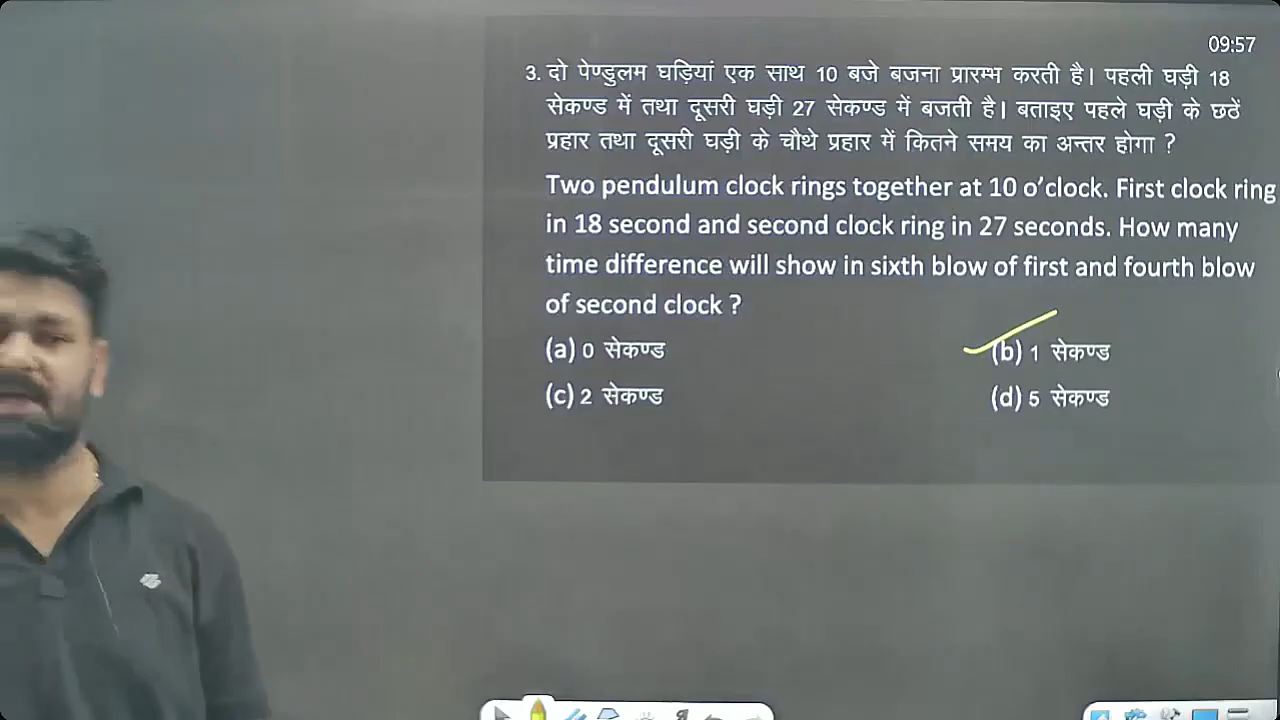 09:57
3. दो पेण्डुलम घड़ियां एक साथ 10 बजे बजना प्रारम्भ करती है। पहली घड़ी 18
सेकण्ड में तथा दूसरी घड़ी 27 सेकण्ड में बजती है। बताइए पहले घड़ी के छठें
प्रहार तथा दूसरी घड़ी के चौथे प्रहार में कितने समय का अन्तर होगा ?
Two pendulum clock rings together at 10 o’clock. First clock ring
in 18 second and second clock ring in 27 seconds. How many
time difference will show in sixth blow of first and fourth blow
of second clock ?
(a) 0 सेकण्ड (b) 1 सेकण्ड
(c) 2 सेकण्ड (d) 5 सेकण्ड